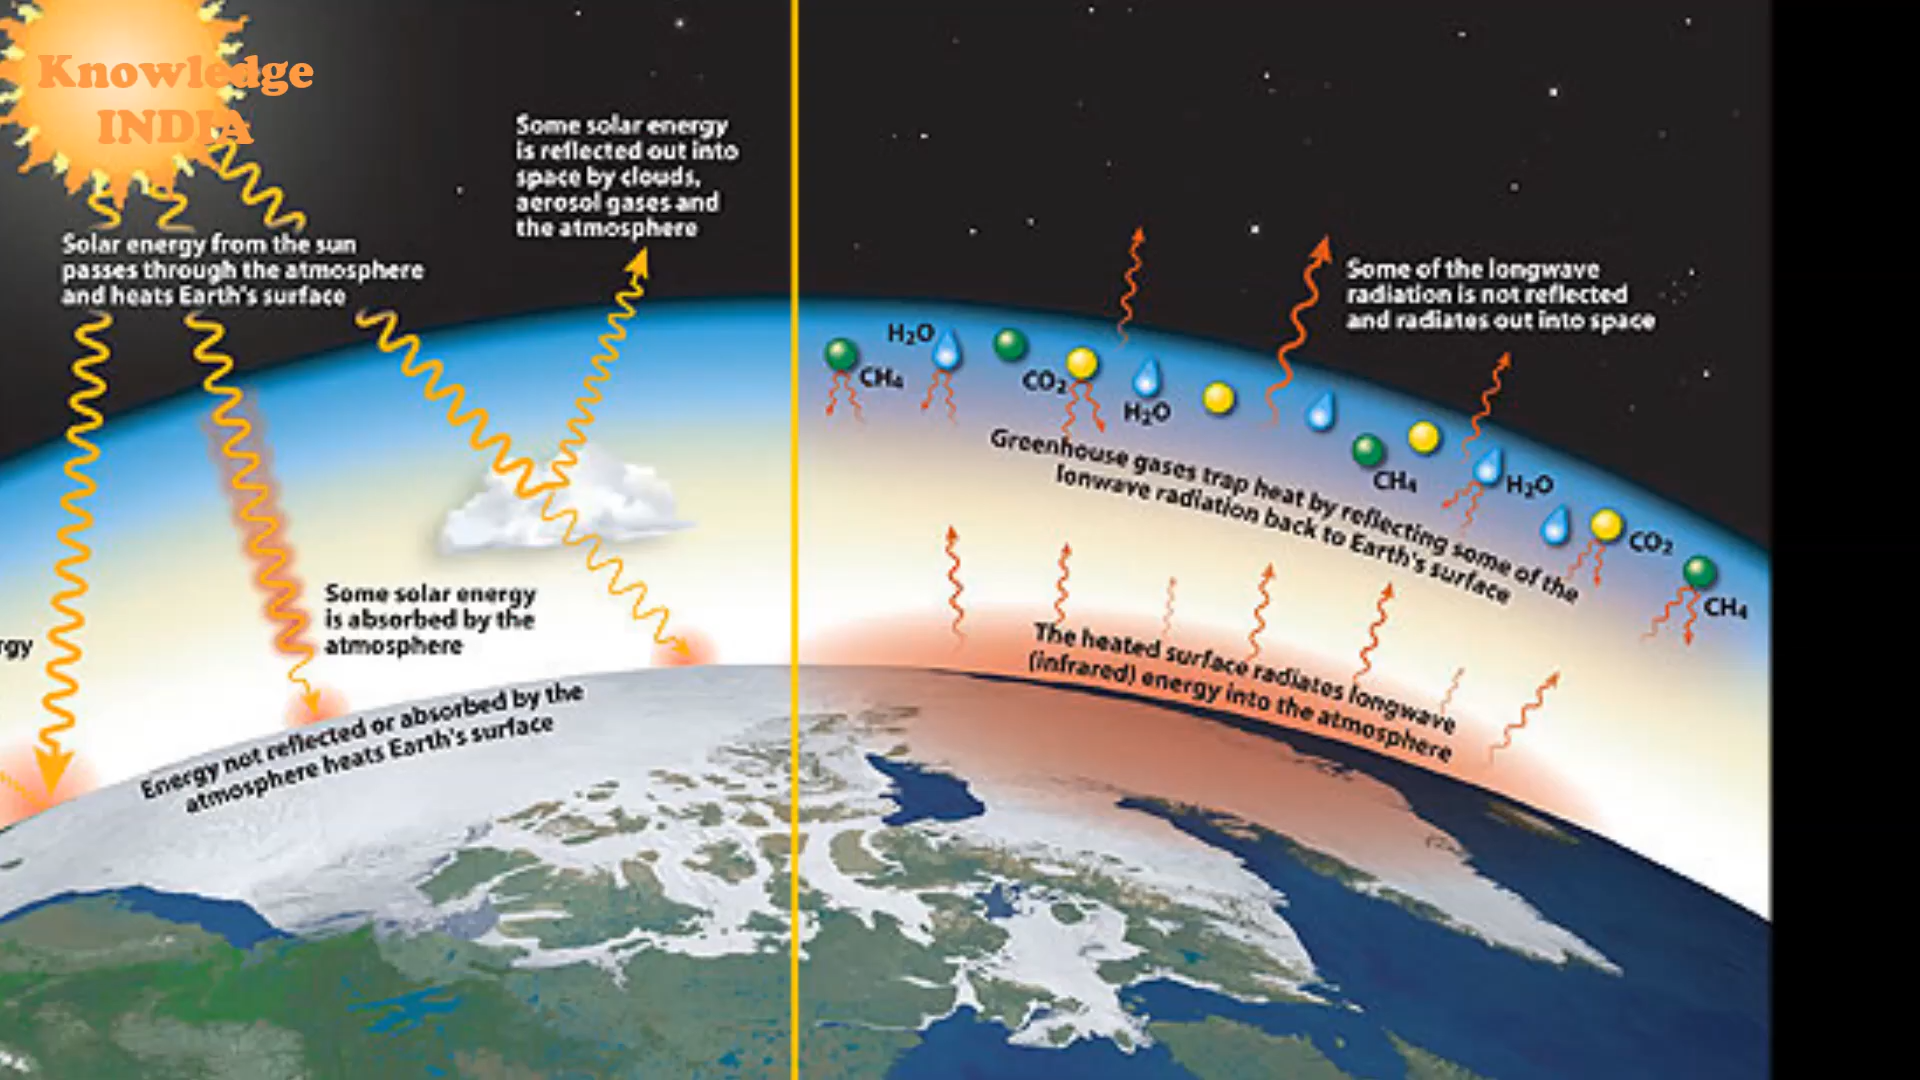 Knowledge
INDIA
Some solar energy
is reflected out into
space by clouds,
aerosol gases and
the atmosphere
Solar energy from the sun
passes through the atmosphere
and heats Earth's surface
Some solar energy
is absorbed by the
atmosphere
Energy not reflected or absorbed by the
atmosphere heats Earth's surface
Some of the longwave
radiation is not reflected
and radiates out into space
H₂O
CH₄
CO₂
H₂O
CH₄
H₂O
CO₂
CH₄
Greenhouse gases trap heat by reflecting some of the
lonwave radiation back to Earth's surface
The heated surface radiates longwave
(infrared) energy into the atmosphere